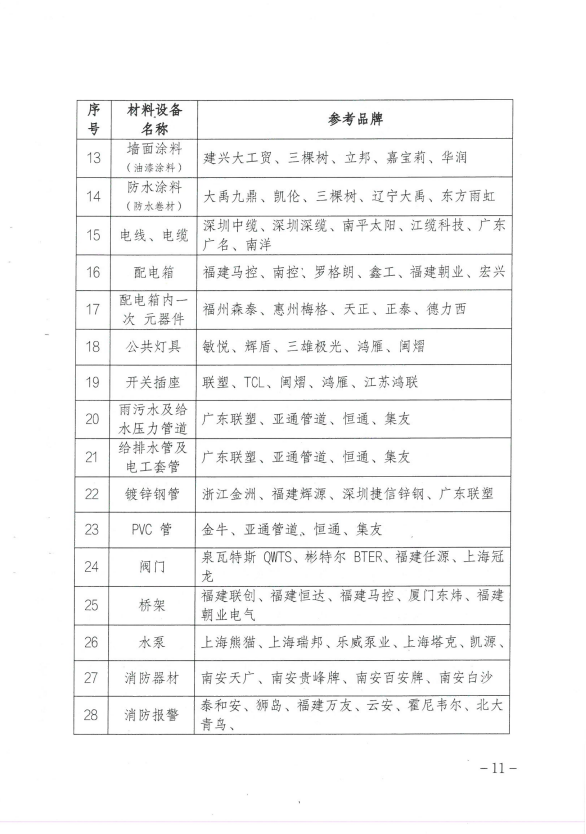 序号 材料设备名称 参考品牌
13 墙面涂料（油漆涂料） 建兴大工贸、三棵树、立邦、嘉宝莉、华润
14 防水涂料（防水卷材） 大禹九鼎、凯伦、三棵树、辽宁大禹、东方雨虹
15 电线、电缆 深圳中缆、深圳深缆、南平太阳、江缆科技、广东
广名、南洋
16 配电箱 福建马控、南控、罗格朗、鑫工、福建朝业、宏兴
17 配电箱内一次 元器件 福州森泰、惠州梅格、天正、正泰、德力西
18 公共灯具 敏悦、辉盾、三雄极光、鸿雁、闽熠
19 开关插座 联塑、TCL、闽熠、鸿雁、江苏鸿联
20 雨污水及给水压力管道 广东联塑、亚通管道、恒通、集友
21 给排水管及电工套管 广东联塑、亚通管道、恒通、集友
22 镀锌钢管 浙江金洲、福建辉源、深圳捷信锌钢、广东联塑
23 PVC 管 金牛、亚通管道、恒通、集友
24 阀门 泉瓦特斯 QWTS、彬特尔 BTER、福建任源、上海冠
龙
25 桥架 福建联创、福建恒达、福建马控、厦门东炜、福建
朝业电气
26 水泵 上海熊猫、上海瑞邦、乐威泵业、上海塔克、凯源、
27 消防器材 南安天广、南安贵峰牌、南安百安牌、南安白沙
28 消防报警 泰和安、狮岛、福建万友、云安、霍尼韦尔、北大
青鸟、
-11-